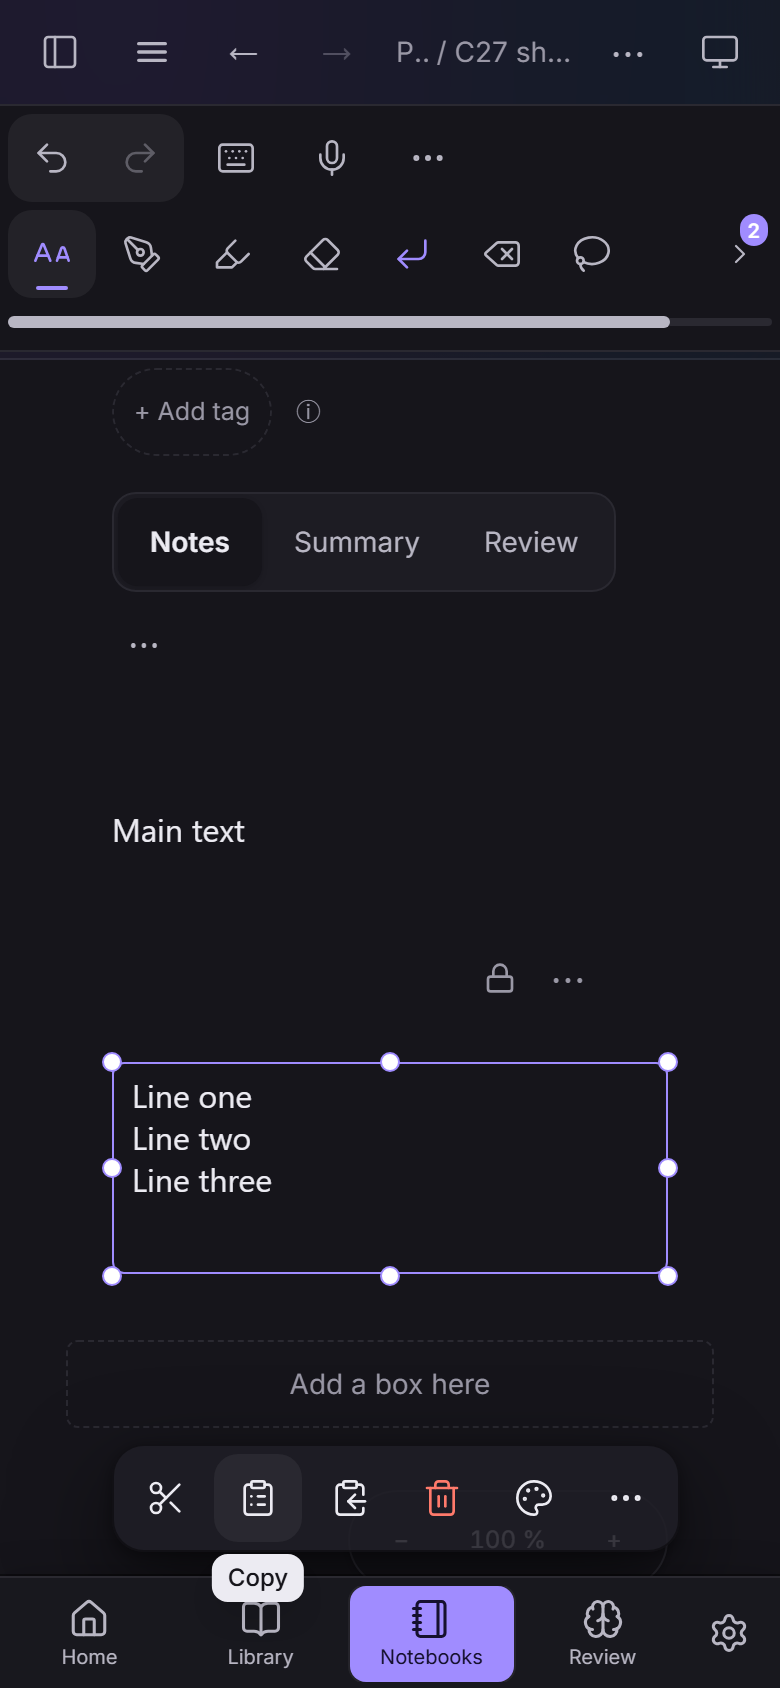 P.. / C27 sh...
2
+ Add tag
Notes Summary Review
Main text
Line one
Line two
Line three
Add a box here
− 100 % +
Copy
Home Library Notebooks Review